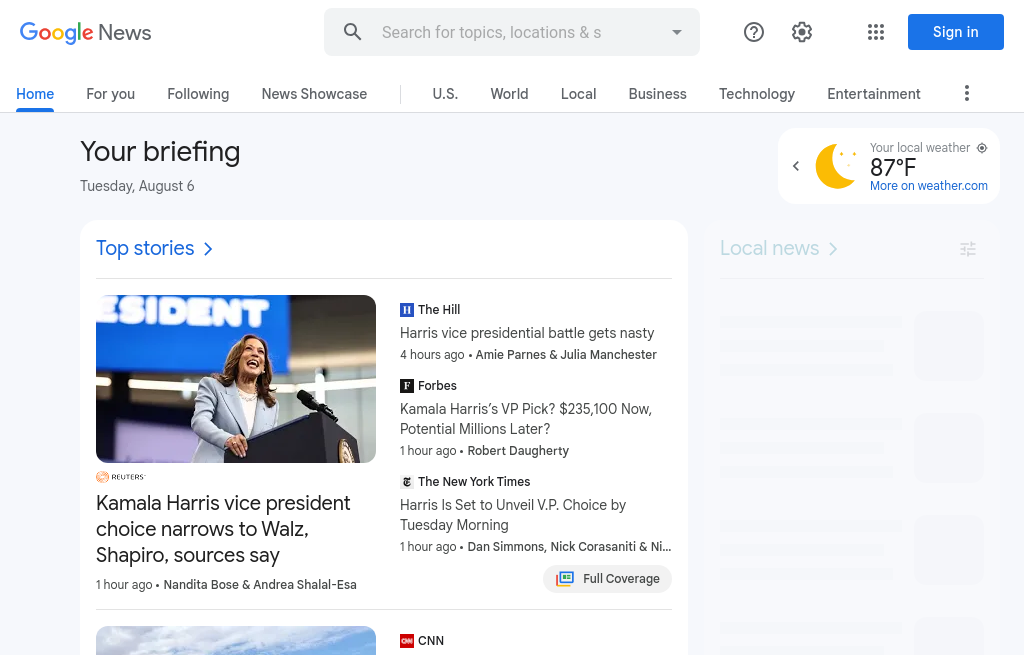 Google News
Search for topics, locations & s
Sign in
Home
For you
Following
News Showcase
U.S.
World
Local
Business
Technology
Entertainment
Your briefing
Tuesday, August 6
Your local weather
87°F
More on weather.com
Top stories
Local news
ESIDENT
REUTERS
Kamala Harris vice president
choice narrows to Walz,
Shapiro, sources say
1 hour ago • Nandita Bose & Andrea Shalal-Esa
H The Hill
Harris vice presidential battle gets nasty
4 hours ago • Amie Parnes & Julia Manchester
F Forbes
Kamala Harris’s VP Pick? $235,100 Now,
Potential Millions Later?
1 hour ago • Robert Daugherty
The New York Times
Harris Is Set to Unveil V.P. Choice by
Tuesday Morning
1 hour ago • Dan Simmons, Nick Corasaniti & Ni...
Full Coverage
CNN CNN